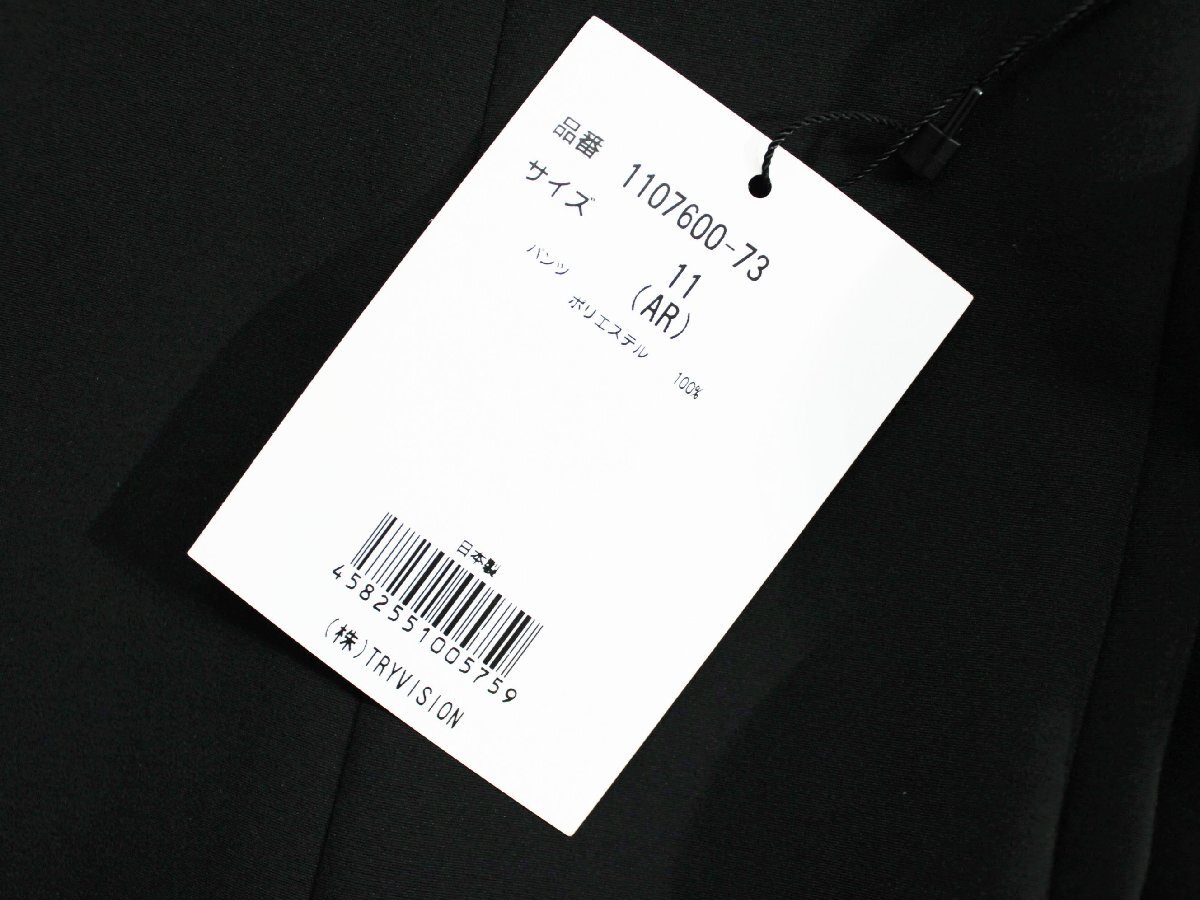 品番 1107600-73
サイズ 11
(AR)
パンツ
ポリエステル 100%
日本製
4582551005759
(株)TRYVISION